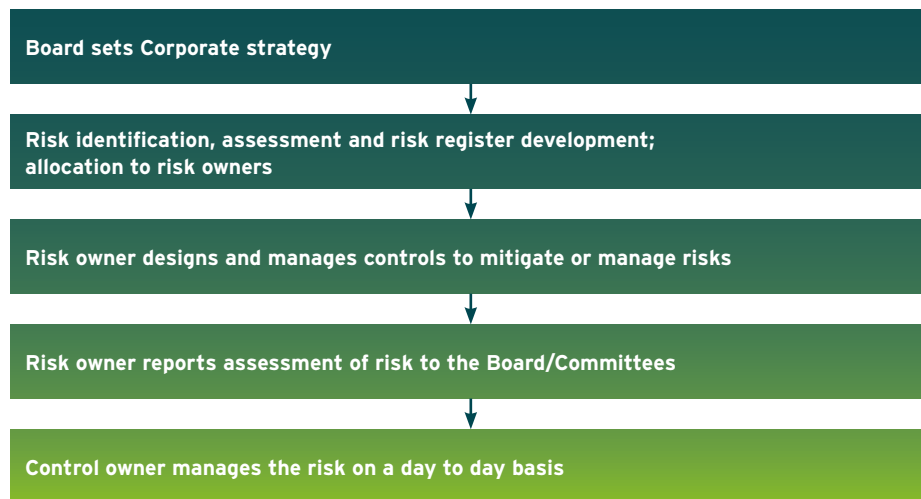 Board sets Corporate strategy
Risk identification, assessment and risk register development;
allocation to risk owners
Risk owner designs and manages controls to mitigate or manage risks
Risk owner reports assessment of risk to the Board/Committees
Control owner manages the risk on a day to day basis